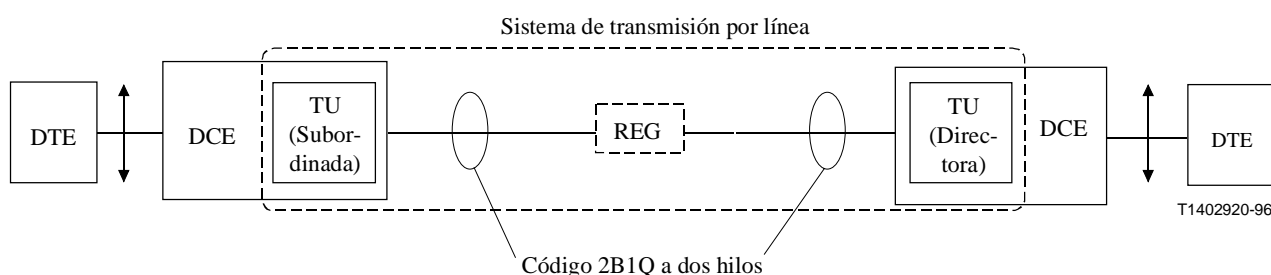 Sistema de transmisión por línea
DTE
DCE
TU
(Subor-
dinada)
REG
TU
(Direc-
tora)
DCE
DTE
T1402920-96
Código 2B1Q a dos hilos